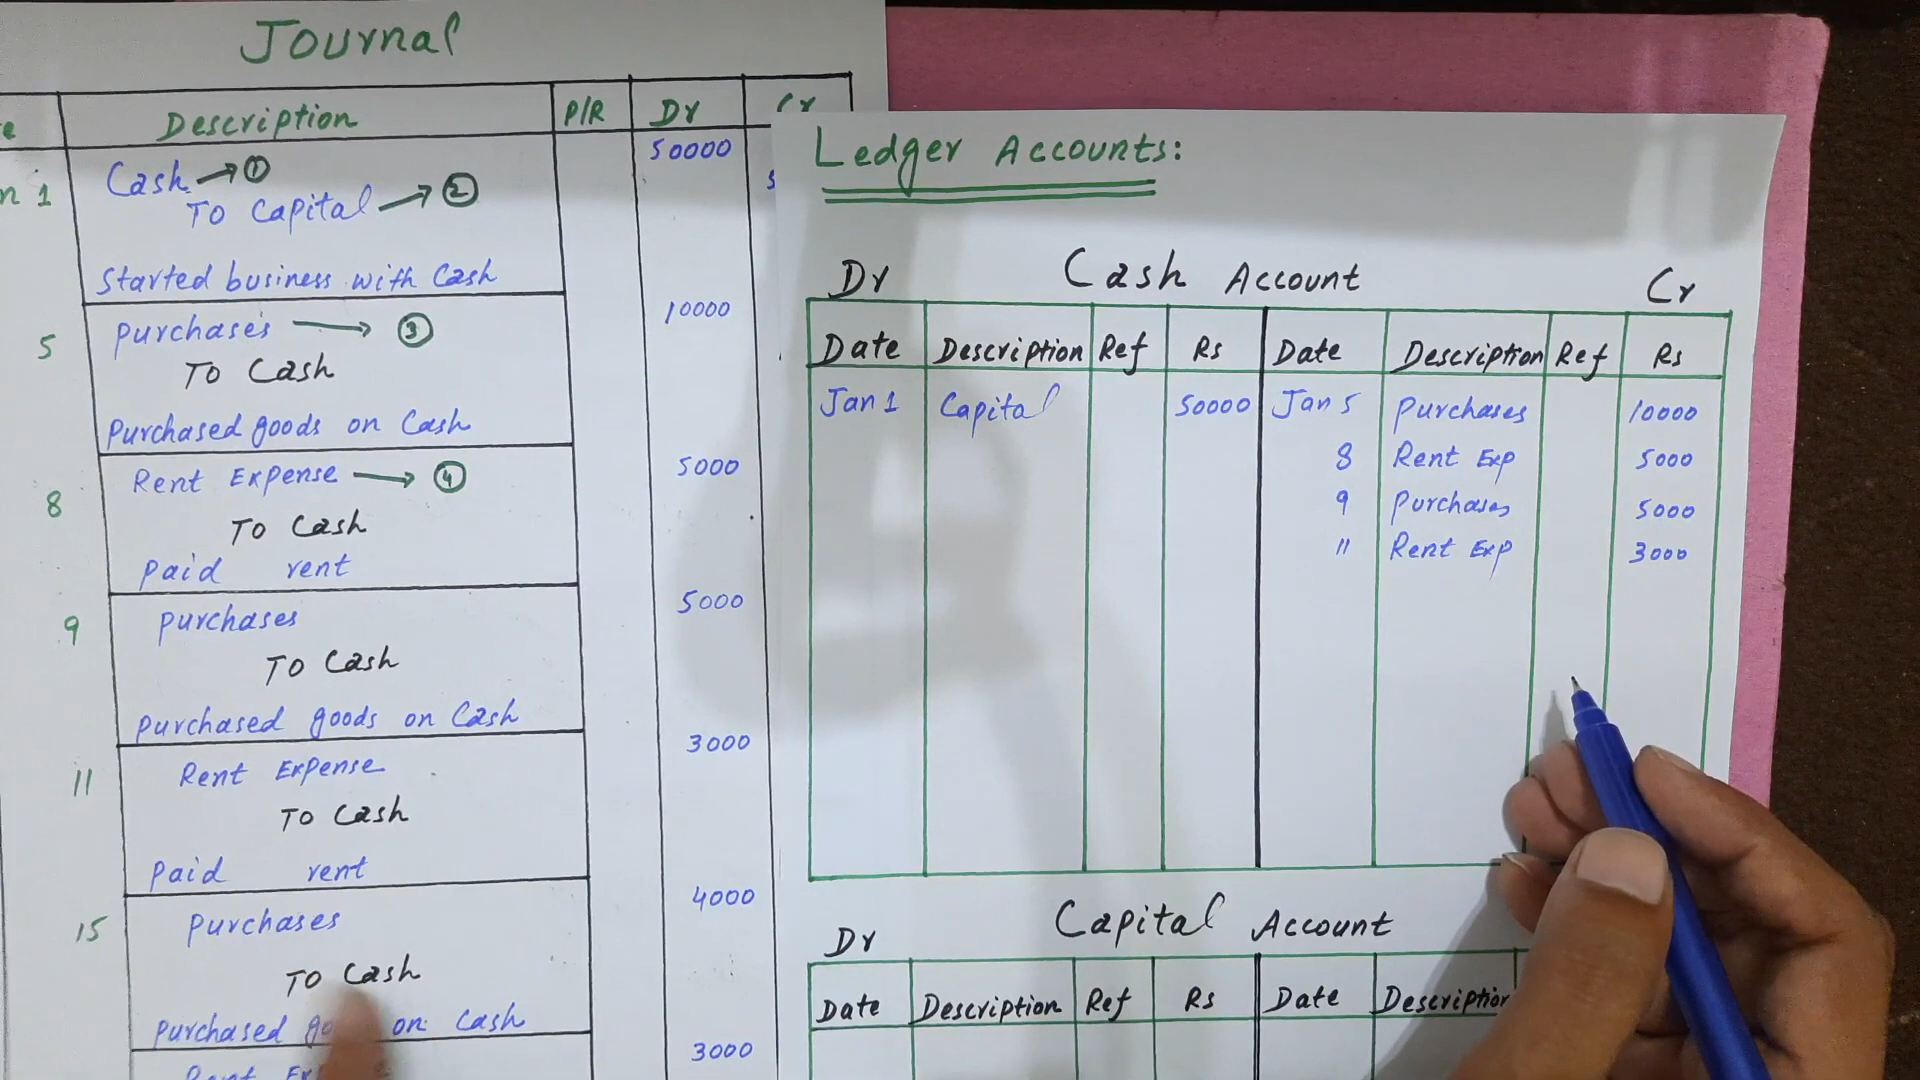 Journal
Description P/R Dr Cr
Cash → ① 50000
1 To Capital → ②
Started business with Cash
5 Purchases → ③ 10000
To Cash
Purchased goods on Cash
8 Rent Expense → ④ 5000
To Cash
Paid rent
9 Purchases 5000
To Cash
Purchased goods on Cash
11 Rent Expense 3000
To Cash
Paid rent
15 Purchases 4000
To Cash
Purchased on Cash
Rent 3000
Ledger Accounts:
Dr Cash Account Cr
Date Description Ref Rs Date Description Ref Rs
Jan 1 Capital 50000 Jan 5 Purchases 10000
8 Rent Exp 5000
9 Purchases 5000
11 Rent Exp 3000
Dr Capital Account
Date Description Ref Rs Date Description